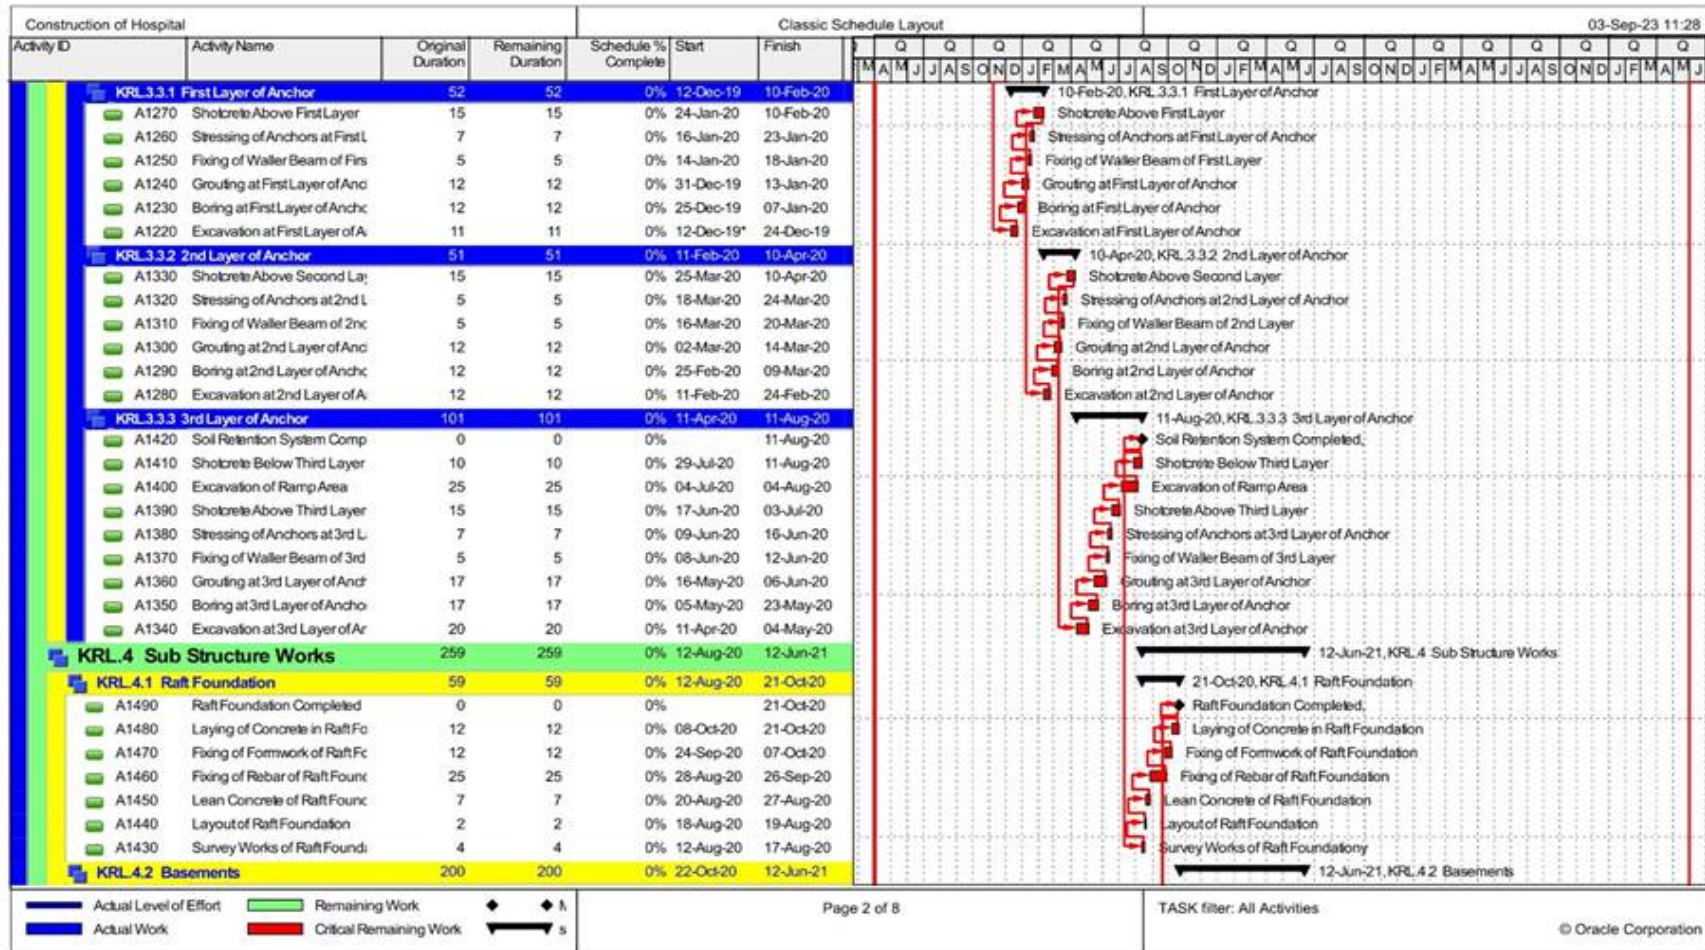 Construction of Hospital Classic Schedule Layout 03-Sep-23 11:28
Activity ID Activity Name Original Duration Remaining Duration Schedule % Complete Start Finish Q Q Q Q Q Q Q Q Q Q Q Q
M A M J J A S O N D J F M A M J J A S O N D J F M A M J J A S O N D J F M A M J J A S O N D J F M A M J
KRL.3.3.1 First Layer of Anchor 52 52 0% 12-Dec-19 10-Feb-20 10-Feb-20, KRL.3.3.1 First Layer of Anchor
A1270 Shotcrete Above First Layer 15 15 0% 24-Jan-20 10-Feb-20 Shotcrete Above First Layer
A1260 Stressing of Anchors at First L 7 7 0% 16-Jan-20 23-Jan-20 Stressing of Anchors at First Layer of Anchor
A1250 Fixing of Waller Beam of Firs 5 5 0% 14-Jan-20 18-Jan-20 Fixing of Waller Beam of First Layer
A1240 Grouting at First Layer of Anc 12 12 0% 31-Dec-19 13-Jan-20 Grouting at First Layer of Anchor
A1230 Boring at First Layer of Ancho 12 12 0% 25-Dec-19 07-Jan-20 Boring at First Layer of Anchor
A1220 Excavation at First Layer of A 11 11 0% 12-Dec-19* 24-Dec-19 Excavation at First Layer of Anchor
KRL.3.3.2 2nd Layer of Anchor 51 51 0% 11-Feb-20 10-Apr-20 10-Apr-20, KRL.3.3.2 2nd Layer of Anchor
A1330 Shotcrete Above Second Lay 15 15 0% 25-Mar-20 10-Apr-20 Shotcrete Above Second Layer
A1320 Stressing of Anchors at 2nd L 5 5 0% 18-Mar-20 24-Mar-20 Stressing of Anchors at 2nd Layer of Anchor
A1310 Fixing of Waller Beam of 2nd 5 5 0% 16-Mar-20 20-Mar-20 Fixing of Waller Beam of 2nd Layer
A1300 Grouting at 2nd Layer of Anc 12 12 0% 02-Mar-20 14-Mar-20 Grouting at 2nd Layer of Anchor
A1290 Boring at 2nd Layer of Ancho 12 12 0% 25-Feb-20 09-Mar-20 Boring at 2nd Layer of Anchor
A1280 Excavation at 2nd Layer of A 12 12 0% 11-Feb-20 24-Feb-20 Excavation at 2nd Layer of Anchor
KRL.3.3.3 3rd Layer of Anchor 101 101 0% 11-Apr-20 11-Aug-20 11-Aug-20, KRL.3.3.3 3rd Layer of Anchor
A1420 Soil Retention System Comp 0 0 0% 11-Aug-20 Soil Retention System Completed,
A1410 Shotcrete Below Third Layer 10 10 0% 29-Jul-20 11-Aug-20 Shotcrete Below Third Layer
A1400 Excavation of Ramp Area 25 25 0% 04-Jul-20 04-Aug-20 Excavation of Ramp Area
A1390 Shotcrete Above Third Layer 15 15 0% 17-Jun-20 03-Jul-20 Shotcrete Above Third Layer
A1380 Stressing of Anchors at 3rd L 7 7 0% 09-Jun-20 16-Jun-20 Stressing of Anchors at 3rd Layer of Anchor
A1370 Fixing of Waller Beam of 3rd 5 5 0% 08-Jun-20 12-Jun-20 Fixing of Waller Beam of 3rd Layer
A1360 Grouting at 3rd Layer of Anch 17 17 0% 16-May-20 06-Jun-20 Grouting at 3rd Layer of Anchor
A1350 Boring at 3rd Layer of Ancho 17 17 0% 05-May-20 23-May-20 Boring at 3rd Layer of Anchor
A1340 Excavation at 3rd Layer of Ar 20 20 0% 11-Apr-20 04-May-20 Excavation at 3rd Layer of Anchor
KRL.4 Sub Structure Works 259 259 0% 12-Aug-20 12-Jun-21 12-Jun-21, KRL.4 Sub Structure Works
KRL.4.1 Raft Foundation 59 59 0% 12-Aug-20 21-Oct-20 21-Oct-20, KRL.4.1 Raft Foundation
A1490 Raft Foundation Completed 0 0 0% 21-Oct-20 Raft Foundation Completed,
A1480 Laying of Concrete in Raft Fo 12 12 0% 08-Oct-20 21-Oct-20 Laying of Concrete in Raft Foundation
A1470 Fixing of Formwork of Raft Fo 12 12 0% 24-Sep-20 07-Oct-20 Fixing of Formwork of Raft Foundation
A1460 Fixing of Rebar of Raft Found 25 25 0% 28-Aug-20 26-Sep-20 Fixing of Rebar of Raft Foundation
A1450 Lean Concrete of Raft Found 7 7 0% 20-Aug-20 27-Aug-20 Lean Concrete of Raft Foundation
A1440 Layout of Raft Foundation 2 2 0% 18-Aug-20 19-Aug-20 Layout of Raft Foundation
A1430 Survey Works of Raft Founda 4 4 0% 12-Aug-20 17-Aug-20 Survey Works of Raft Foundationy
KRL.4.2 Basements 200 200 0% 22-Oct-20 12-Jun-21 12-Jun-21, KRL.4.2 Basements
Actual Level of Effort Remaining Work Page 2 of 8 TASK filter: All Activities
Actual Work Critical Remaining Work s © Oracle Corporation